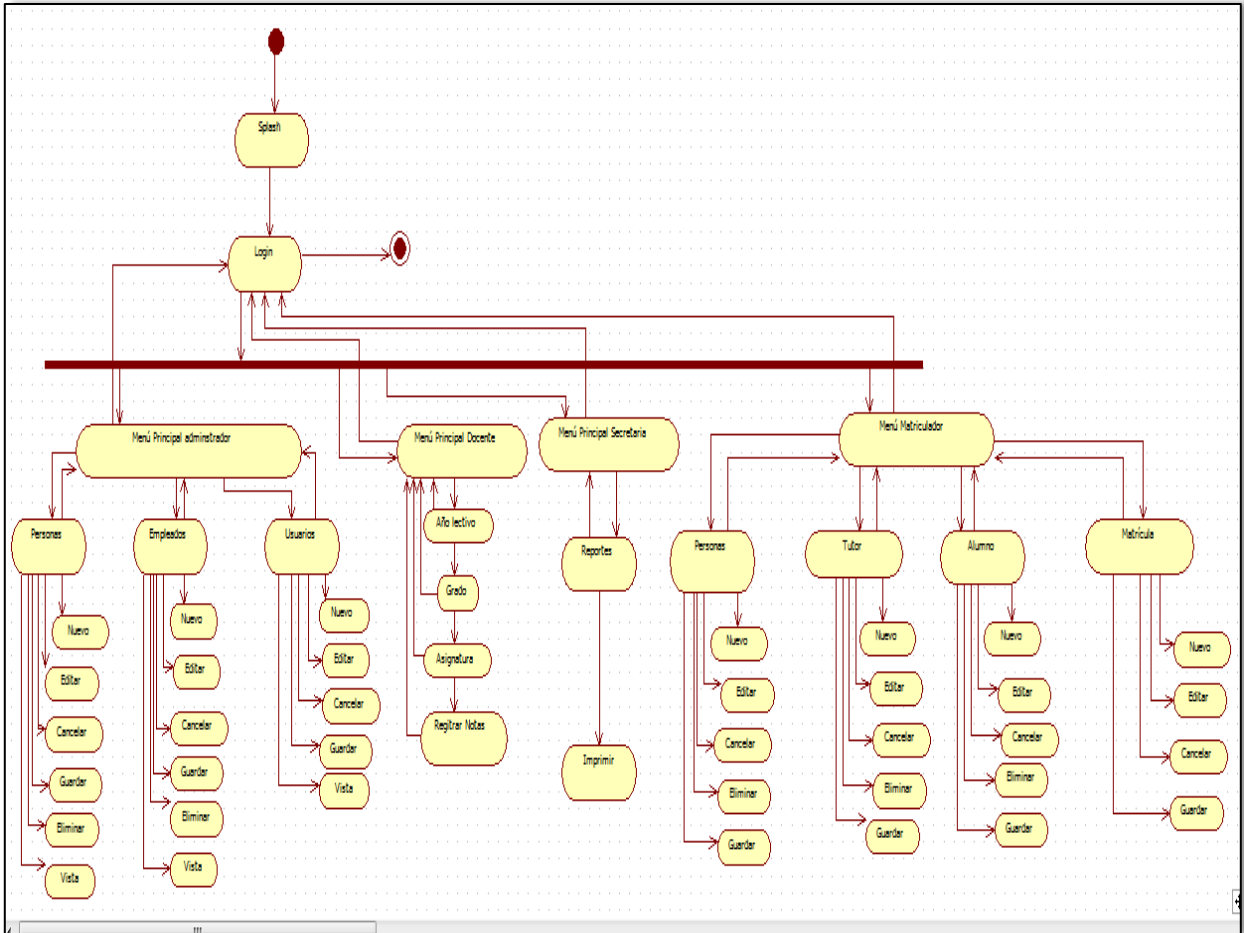 Splash
Login
Menú Principal adminstrador
Menú Principal Docente
Menú Principal Secretaria
Menú Matriculador
Personas
Empleados
Usuarios
Año lectivo
Reportes
Personas
Tutor
Alumno
Matrícula
Grado
Nuevo
Nuevo
Nuevo
Asignatura
Nuevo
Nuevo
Nuevo
Nuevo
Editar
Editar
Editar
Regitrar Notas
Editar
Editar
Editar
Editar
Cancelar
Cancelar
Cancelar
Imprimir
Cancelar
Cancelar
Cancelar
Cancelar
Guardar
Guardar
Guardar
Eliminar
Eliminar
Eliminar
Guardar
Eliminar
Eliminar
Vista
Guardar
Guardar
Guardar
Vista
Vista